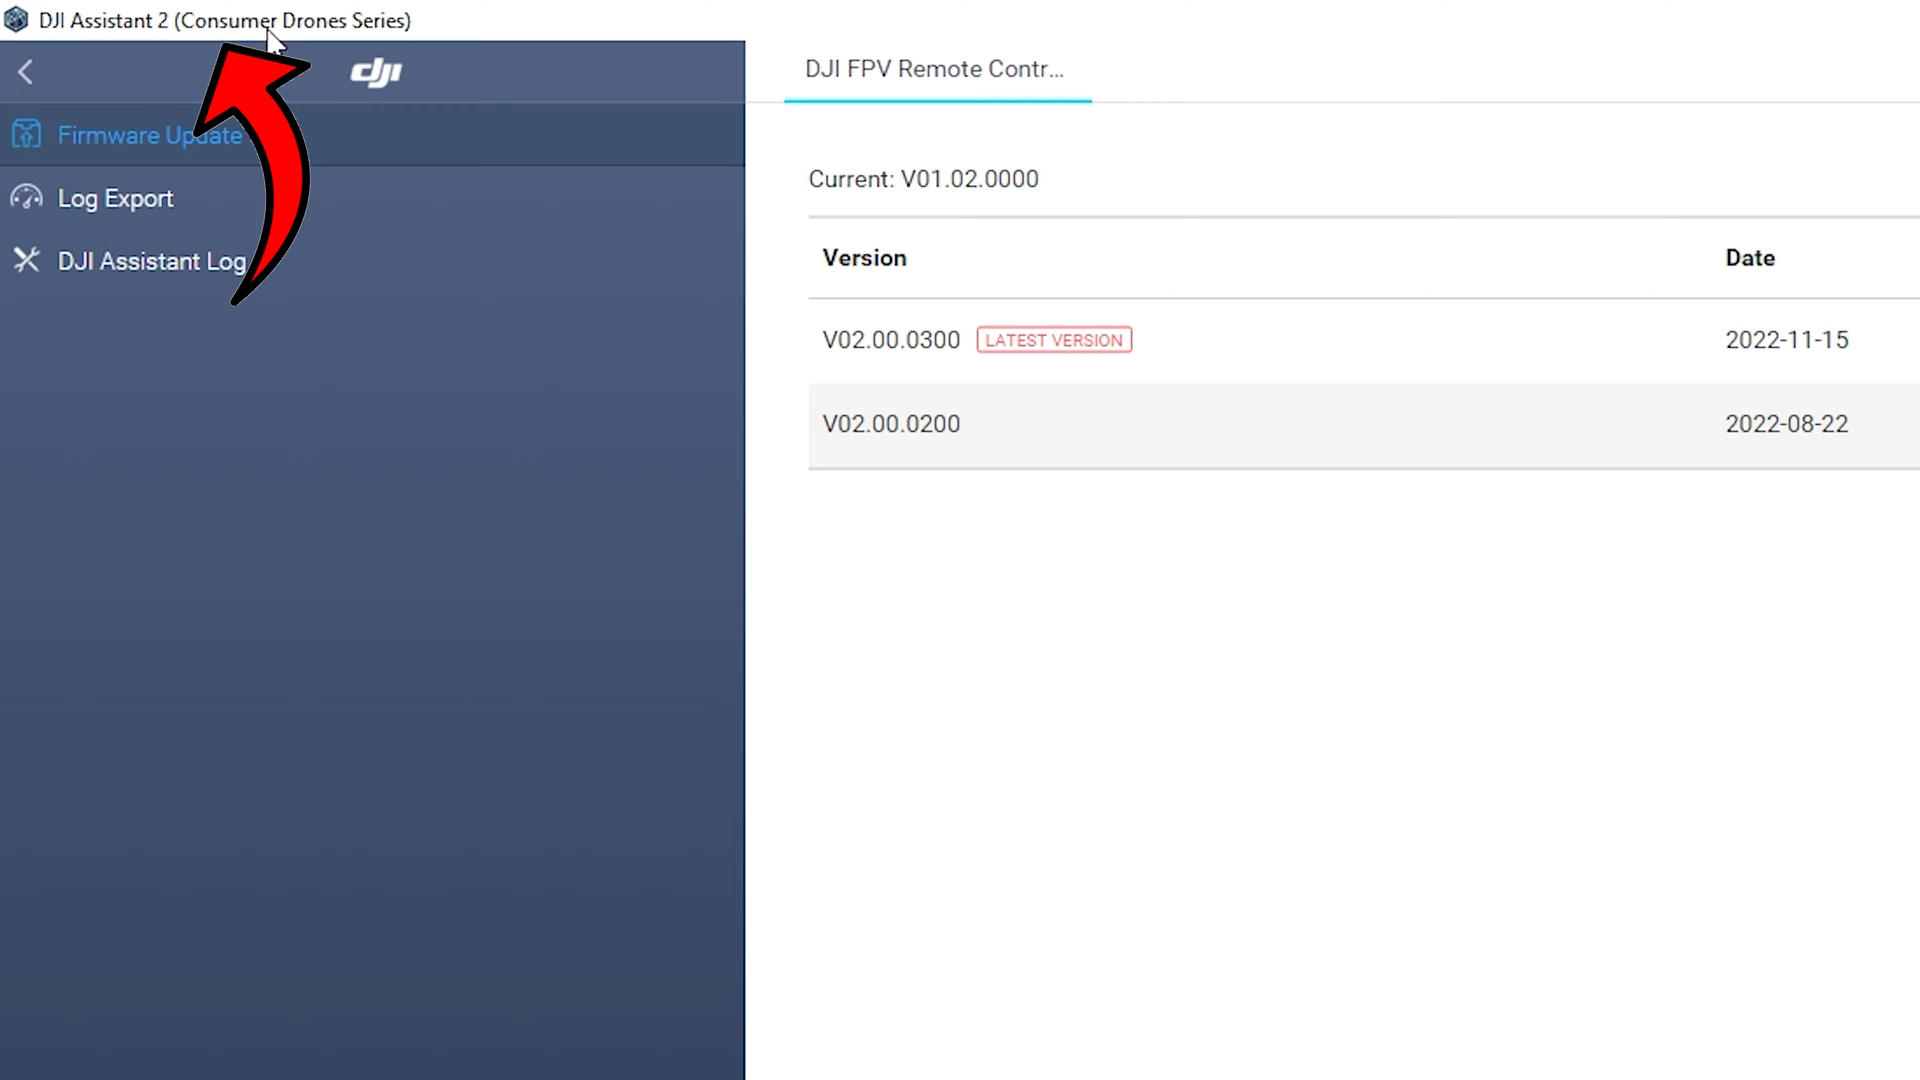 DJI Assistant 2 (Consumer Drones Series)
dji
DJI FPV Remote Contr...
Firmware Update
Log Export
DJI Assistant Log
Current: V01.02.0000
Version Date
V02.00.0300 LATEST VERSION 2022-11-15
V02.00.0200 2022-08-22